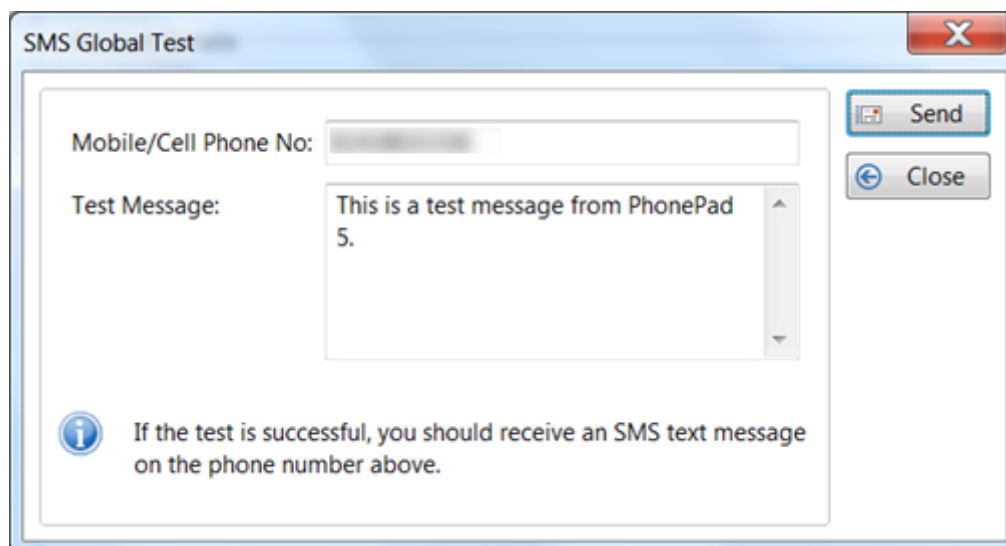 SMS Global Test
Send
Mobile/Cell Phone No:
Close
Test Message:
This is a test message from PhonePad
5.
If the test is successful, you should receive an SMS text message
on the phone number above.